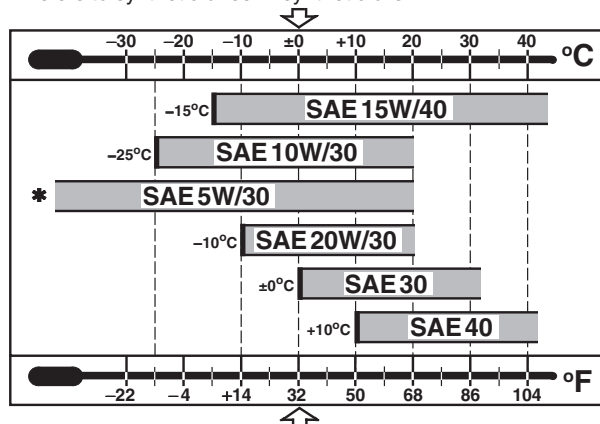 −30 −20 −10 ±0 +10 20 30 40 °C
−15°C SAE 15W/40
−25°C SAE 10W/30
* SAE 5W/30
−10°C SAE 20W/30
±0°C SAE 30
+10°C SAE 40
−22 −4 +14 32 50 68 86 104 °F